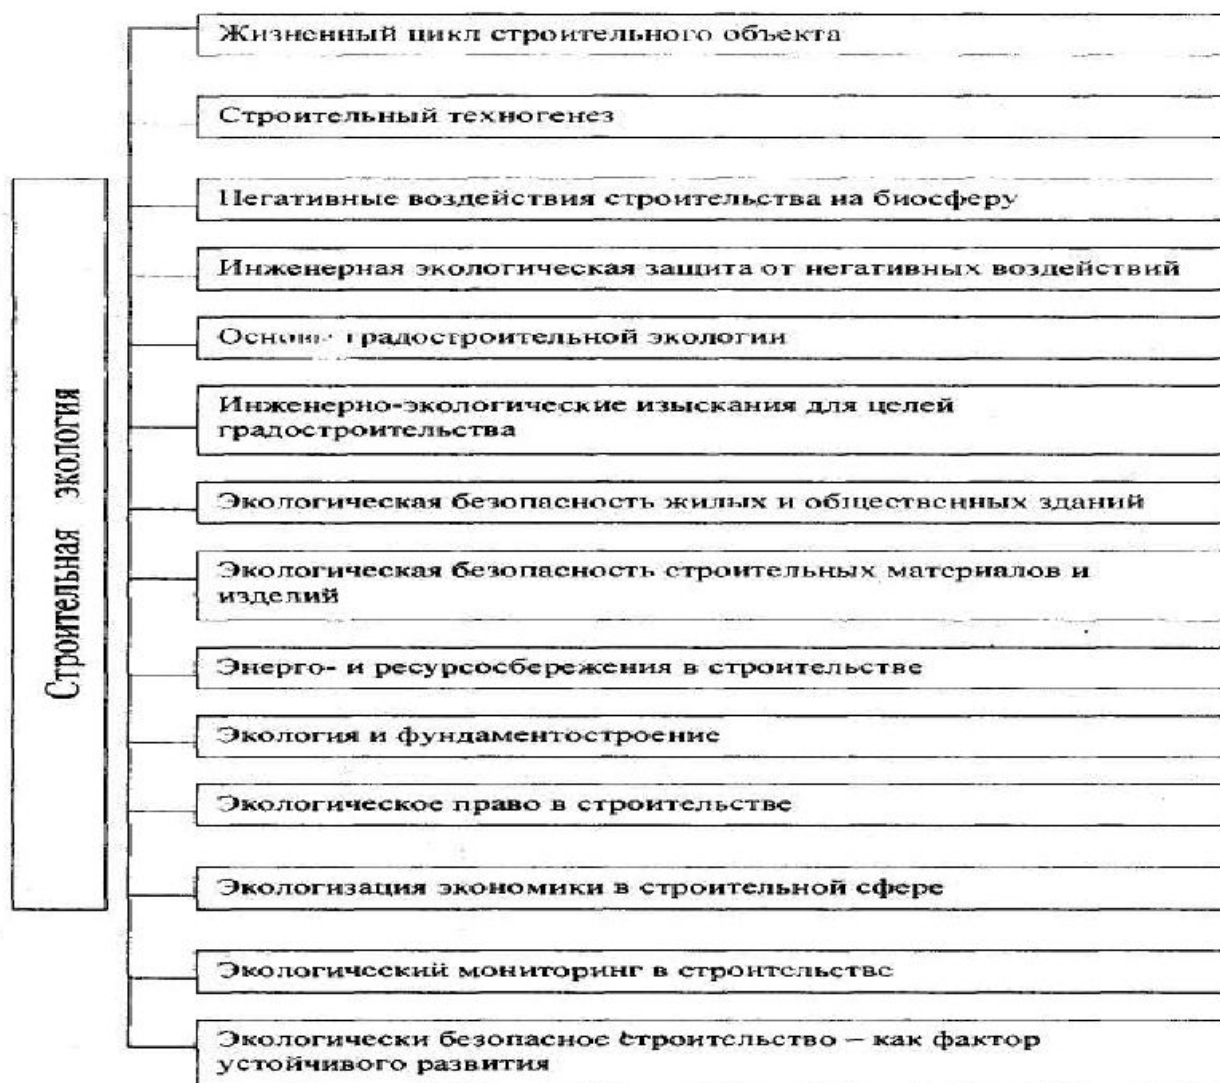 Строительная экология
Жизненный цикл строительного объекта
Строительный техногенез
Негативные воздействия строительства на биосферу
Инженерная экологическая защита от негативных воздействий
Основы градостроительной экологии
Инженерно-экологические изыскания для целей
градостроительства
Экологическая безопасность жилых и общественных зданий
Экологическая безопасность строительных материалов и
изделий
Энерго- и ресурсосбережения в строительстве
Экология и фундаментостроение
Экологическое право в строительстве
Экологизация экономики в строительной сфере
Экологический мониторинг в строительстве
Экологически безопасное строительство – как фактор
устойчивого развития